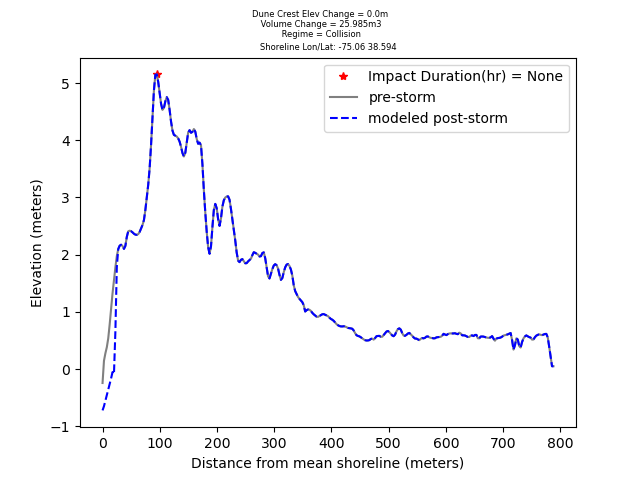 Dune Crest Elev Change = 0.0m
Volume Change = 25.985m3
Regime = Collision
Shoreline Lon/Lat: -75.06 38.594
Impact Duration(hr) = None
pre-storm
modeled post-storm
Elevation (meters)
5
4
3
2
1
0
−1
0 100 200 300 400 500 600 700 800
Distance from mean shoreline (meters)